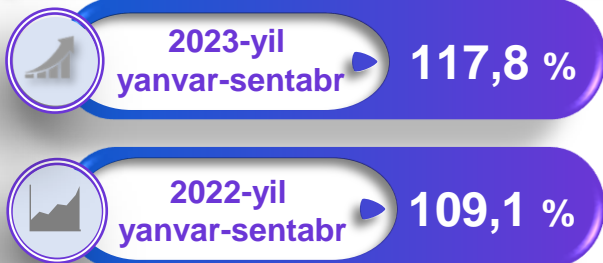 2023-yil
yanvar-sentabr
117,8 %
2022-yil
yanvar-sentabr
109,1 %